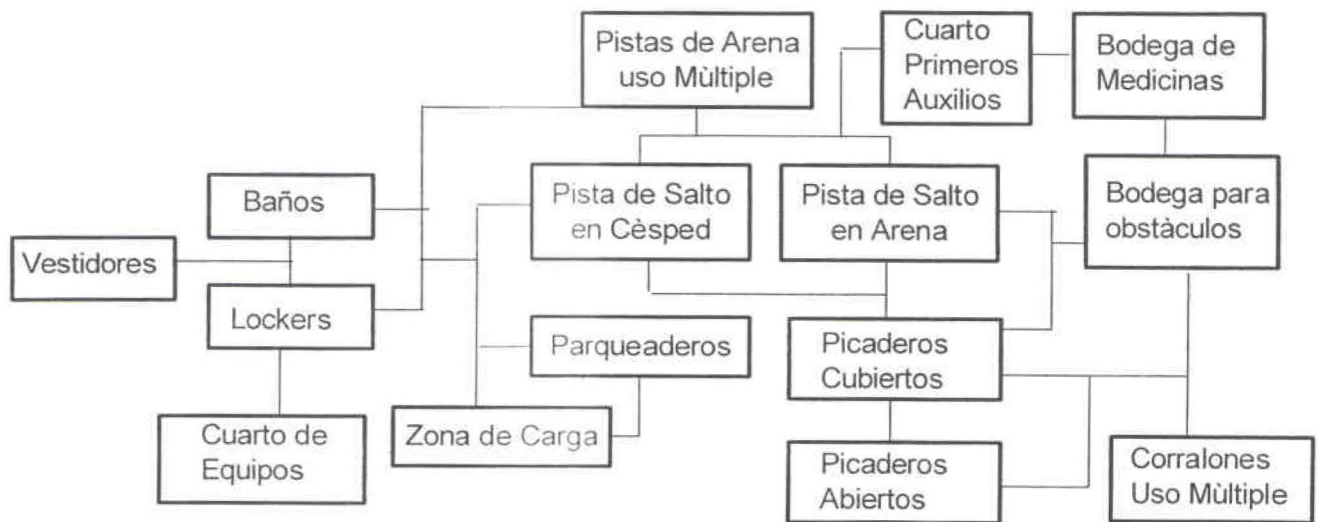 Pistas de Arena
uso Mùltiple
Cuarto
Primeros
Auxilios
Bodega de
Medicinas
Baños
Pista de Salto
en Cèsped
Pista de Salto
en Arena
Bodega para
obstàculos
Vestidores
Lockers
Parqueaderos
Picaderos
Cubiertos
Cuarto de
Equipos
Zona de Carga
Picaderos
Abiertos
Corralones
Uso Mùltiple